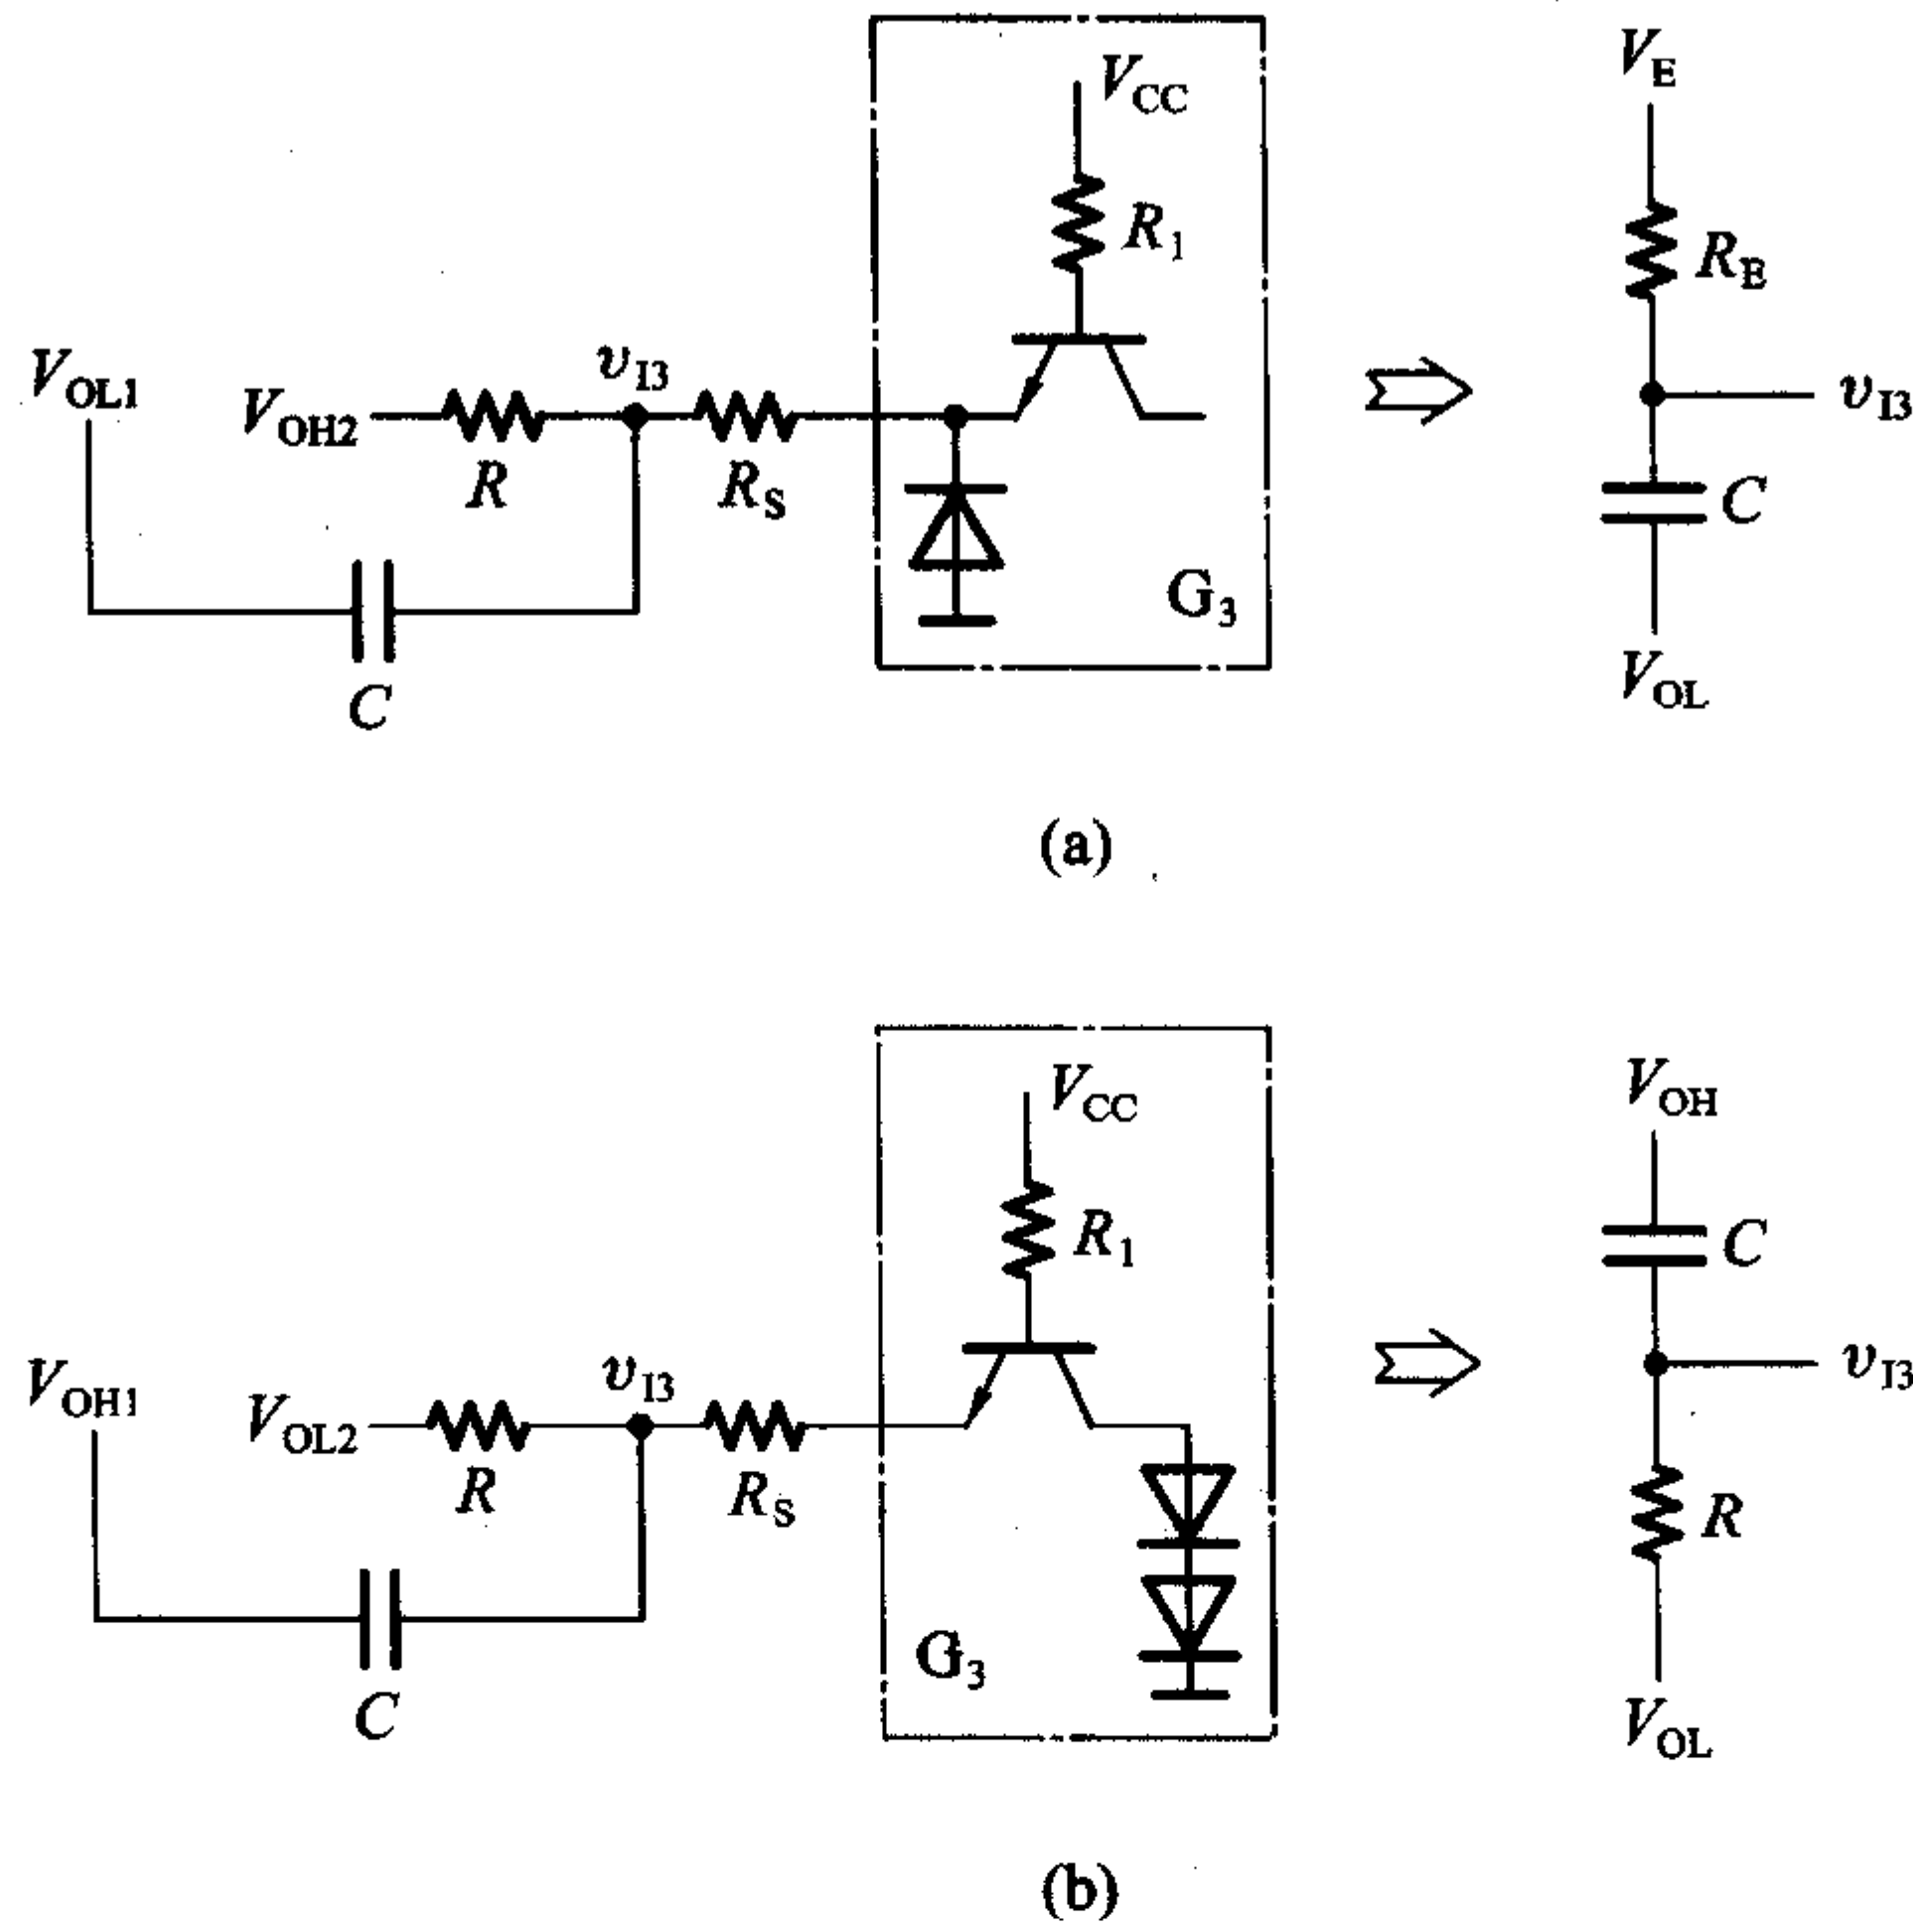 V_CC
V_E
R_1
R_E
V_OL1
V_OH2
v_I3
v_I3
R
R_S
C
G_3
C
V_OL
(a)
V_CC
V_OH
R_1
C
V_OH1
V_OL2
v_I3
v_I3
R
R_S
R
G_3
C
V_OL
(b)